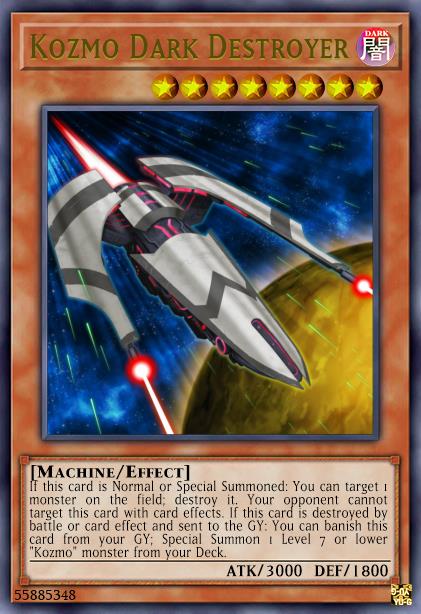 KOZMO DARK DESTROYER
DARK
闇
[MACHINE/EFFECT]
If this card is Normal or Special Summoned: You can target 1
monster on the field; destroy it. Your opponent cannot
target this card with card effects. If this card is destroyed by
battle or card effect and sent to the GY: You can banish this
card from your GY; Special Summon 1 Level 7 or lower
"Kozmo" monster from your Deck.
ATK/3000 DEF/1800
55885348